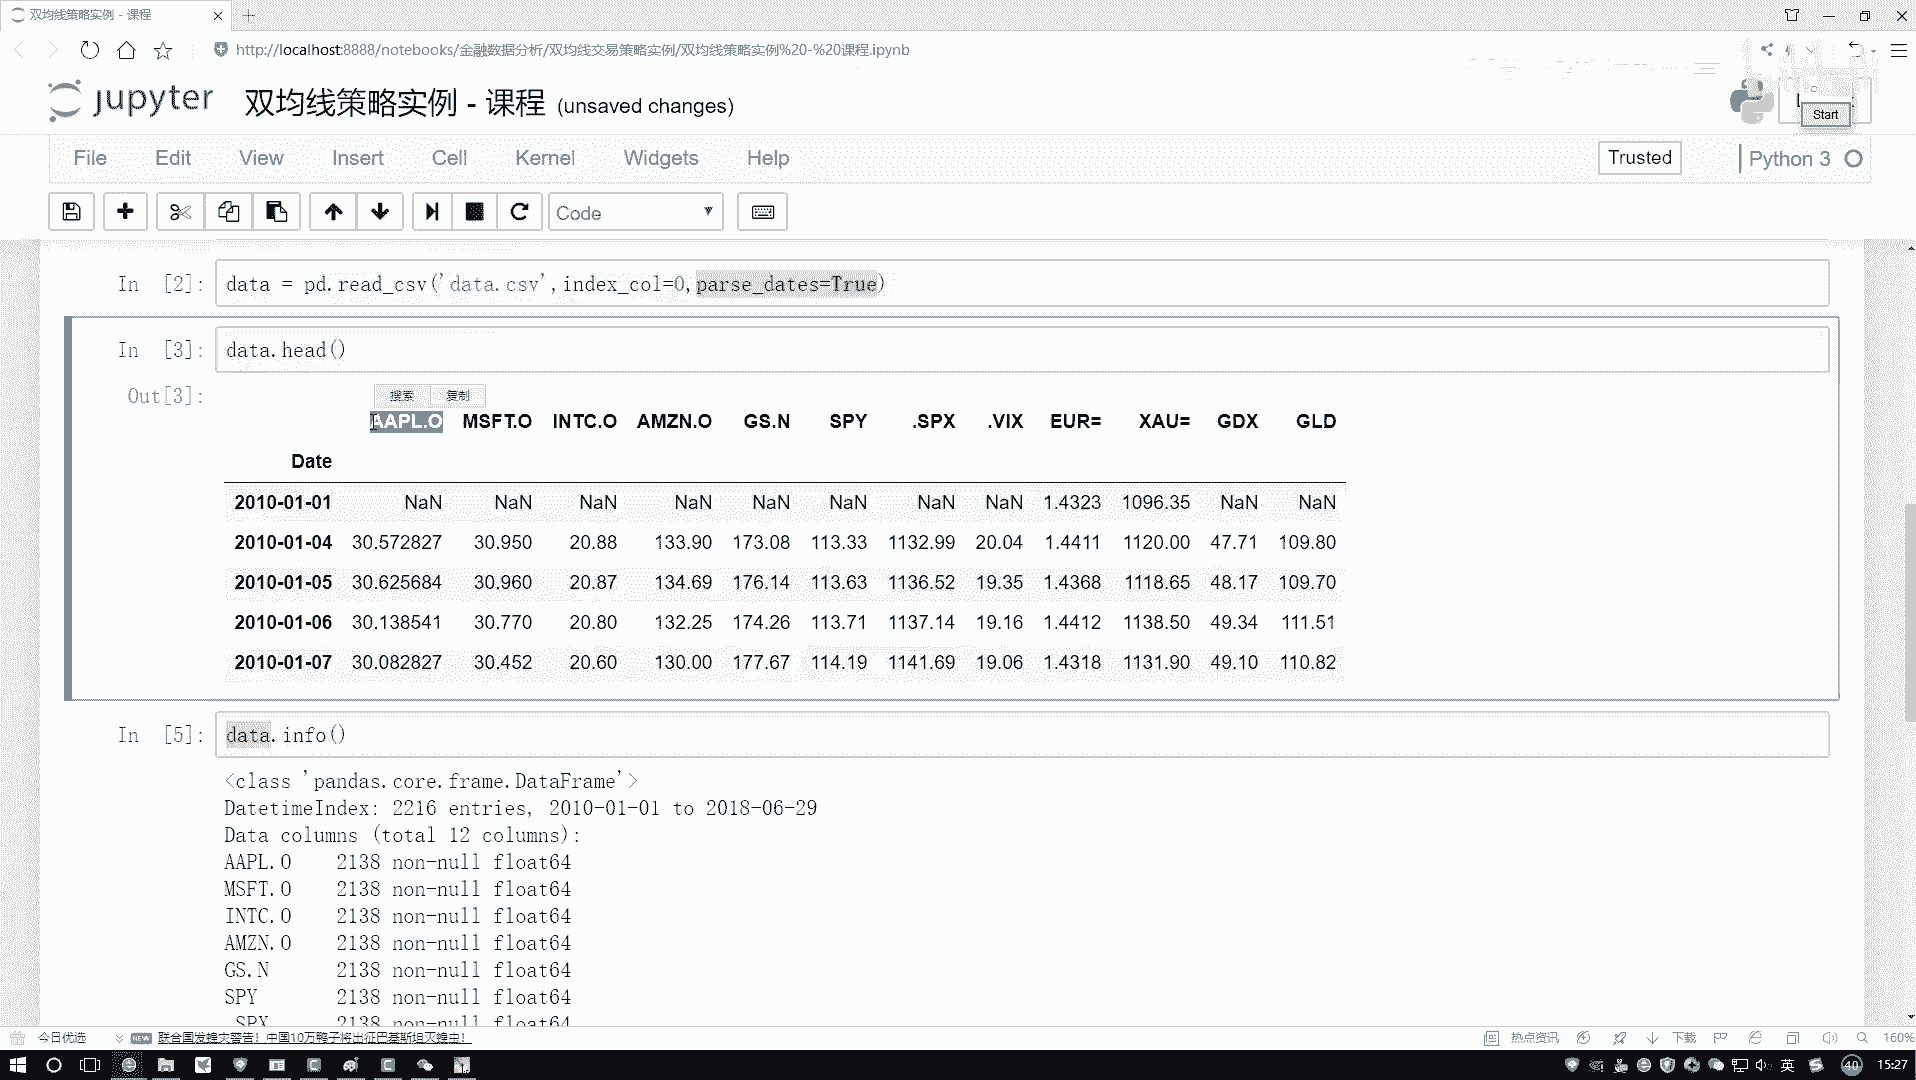 双均线策略实例 - 课程
http://localhost:8888/notebooks/金融数据分析/双均线交易策略实例/双均线策略实例%20-%20课程.ipynb
jupyter 双均线策略实例 - 课程 (unsaved changes)
Start
File Edit View Insert Cell Kernel Widgets Help Trusted Python 3
Code
In [2]: data = pd.read_csv('data.csv',index_col=0,parse_dates=True)
In [3]: data.head()
Out[3]:
搜索 复制
AAPL.O MSFT.O INTC.O AMZN.O GS.N SPY .SPX .VIX EUR= XAU= GDX GLD
Date
2010-01-01 NaN NaN NaN NaN NaN NaN NaN NaN 1.4323 1096.35 NaN NaN
2010-01-04 30.572827 30.950 20.88 133.90 173.08 113.33 1132.99 20.04 1.4411 1120.00 47.71 109.80
2010-01-05 30.625684 30.960 20.87 134.69 176.14 113.63 1136.52 19.35 1.4368 1118.65 48.17 109.70
2010-01-06 30.138541 30.770 20.80 132.25 174.26 113.71 1137.14 19.16 1.4412 1138.50 49.34 111.51
2010-01-07 30.082827 30.452 20.60 130.00 177.67 114.19 1141.69 19.06 1.4318 1131.90 49.10 110.82
In [5]: data.info()
<class 'pandas.core.frame.DataFrame'>
DatetimeIndex: 2216 entries, 2010-01-01 to 2018-06-29
Data columns (total 12 columns):
AAPL.O 2138 non-null float64
MSFT.O 2138 non-null float64
INTC.O 2138 non-null float64
AMZN.O 2138 non-null float64
GS.N 2138 non-null float64
SPY 2138 non-null float64
.SPX 2138 non-null float64
今日优选 NEW 联合国发蝗灾警告！中国10万鸭子将出征巴基斯坦灭蝗虫！ 热点资讯 下载 160%
英 40 15:27